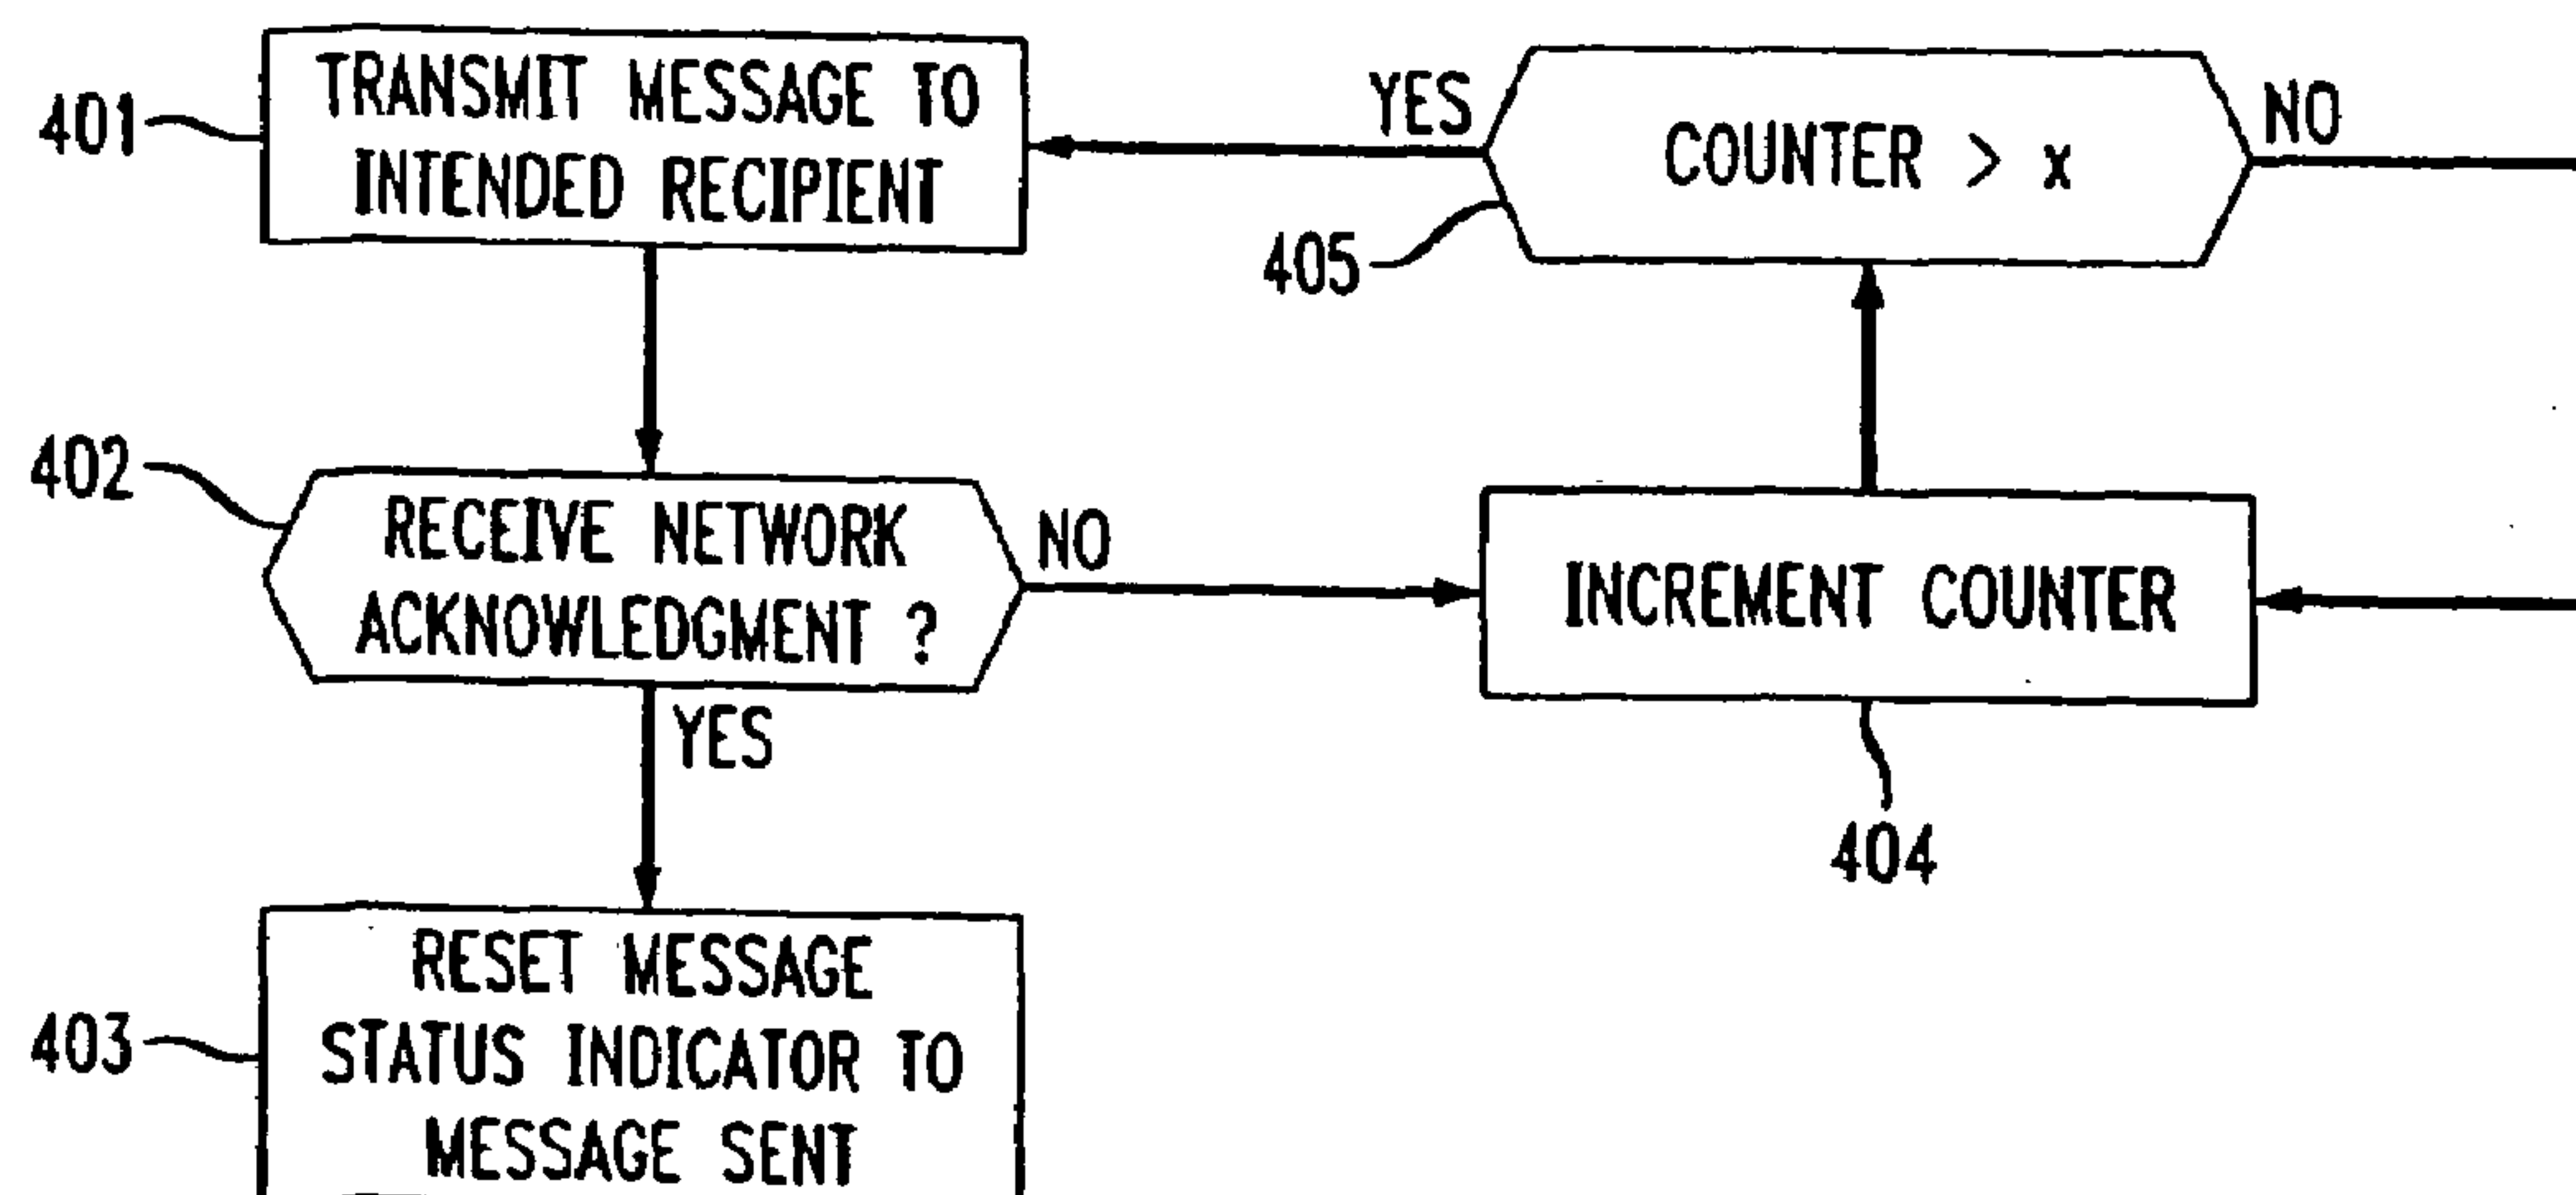 401
TRANSMIT MESSAGE TO
INTENDED RECIPIENT
YES
COUNTER > x
NO
405
402
RECEIVE NETWORK
ACKNOWLEDGMENT ?
NO
INCREMENT COUNTER
YES
404
403
RESET MESSAGE
STATUS INDICATOR TO
MESSAGE SENT